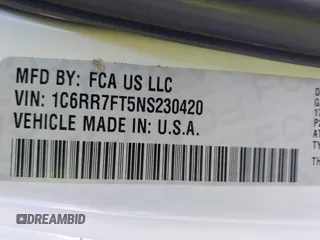 MFD BY: FCA US LLC
VIN: 1C6RR7FT5NS230420
VEHICLE MADE IN: U.S.A.
DREAMBID